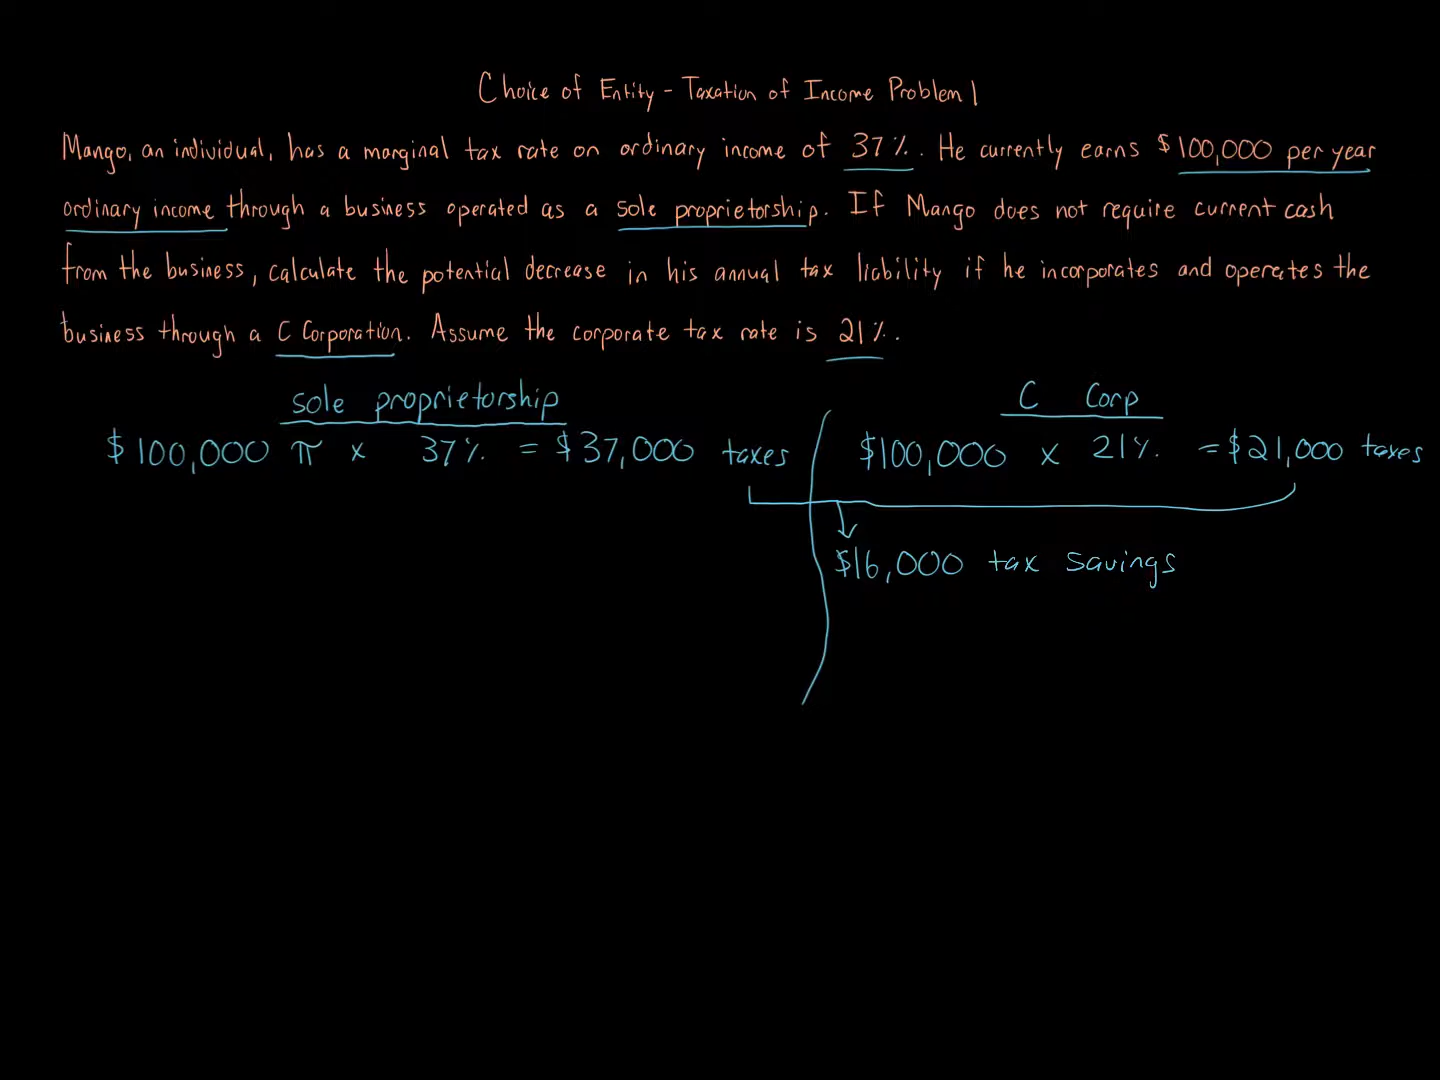 Choice of Entity - Taxation of Income Problem 1
Mango, an individual, has a marginal tax rate on ordinary income of 37%. He currently earns $100,000 per year
ordinary income through a business operated as a sole proprietorship. If Mango does not require current cash
from the business, calculate the potential decrease in his annual tax liability if he incorporates and operates the
business through a C Corporation. Assume the corporate tax rate is 21%.
sole proprietorship
$100,000 π x 37% = $37,000 taxes
C Corp
$100,000 x 21% = $21,000 taxes
$16,000 tax savings